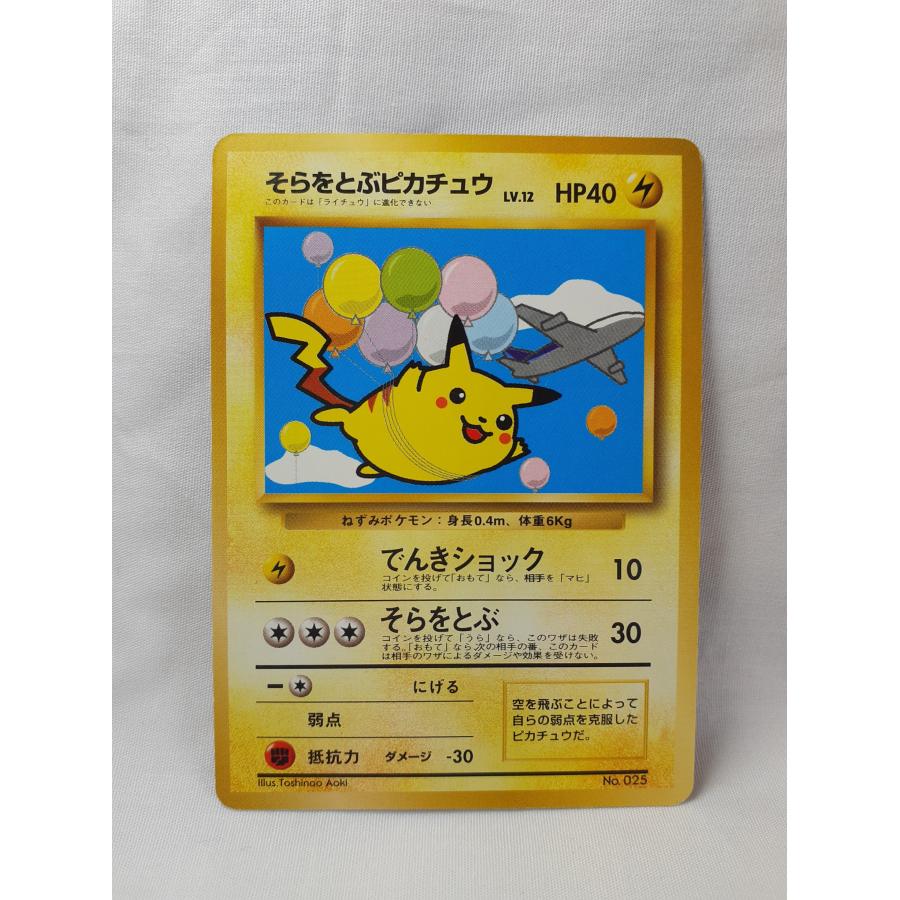 そらをとぶピカチュウ LV.12 HP40
このカードは「ライチュウ」に進化できない
ねずみポケモン：身長0.4m、体重6Kg
でんきショック 10
コインを投げて「おもて」なら、相手を「マヒ」
状態にする。
そらをとぶ 30
コインを投げて「うら」なら、このワザは失敗
する。「おもて」なら次の相手の番、このカード
は相手のワザによるダメージや効果を受けない。
にげる
弱点
抵抗力 ダメージ -30
空を飛ぶことによって
自らの弱点を克服した
ピカチュウだ。
Illus.Toshinao Aoki No. 025